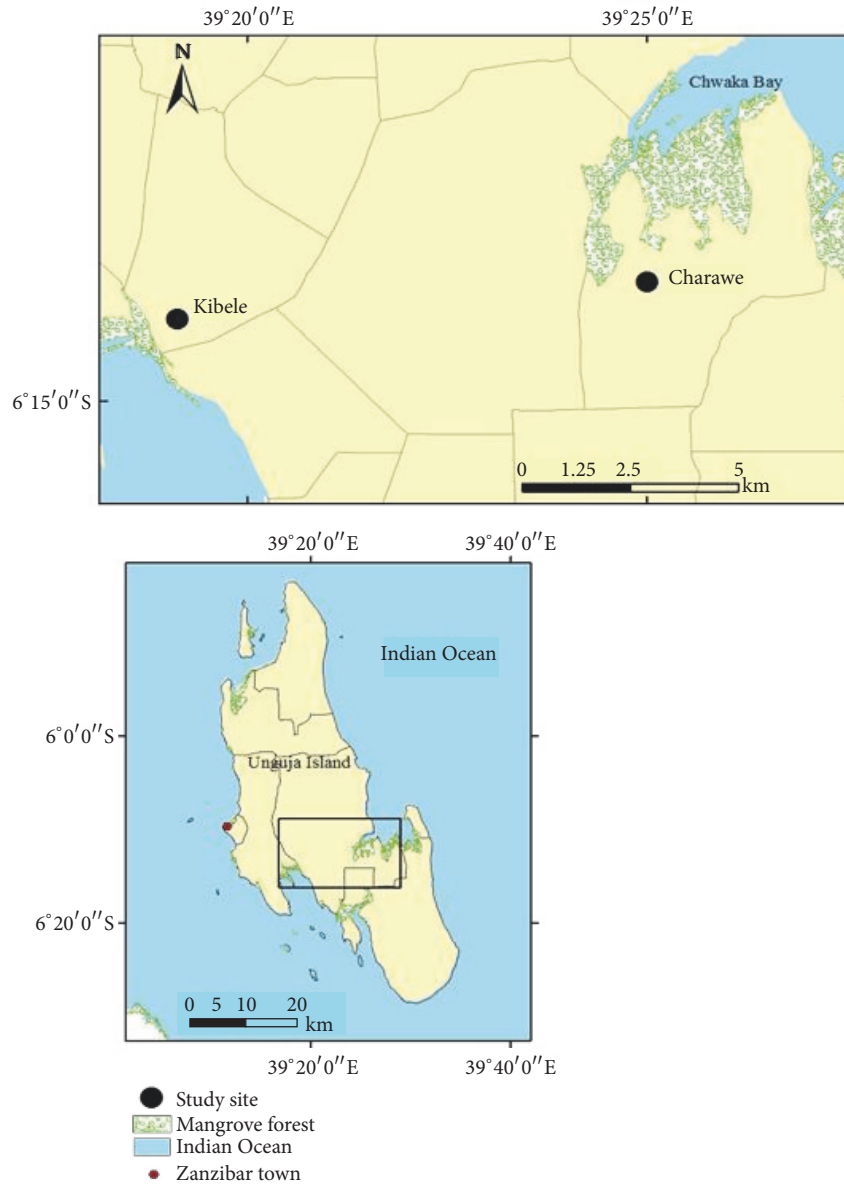 39°20′0″E 39°25′0″E
N
Chwaka Bay
Charawe
Kibele
6°15′0″S
0 1.25 2.5 5
km
39°20′0″E 39°40′0″E
Indian Ocean
6°0′0″S
Unguja Island
6°20′0″S
0 5 10 20
km
39°20′0″E 39°40′0″E
Study site
Mangrove forest
Indian Ocean
Zanzibar town